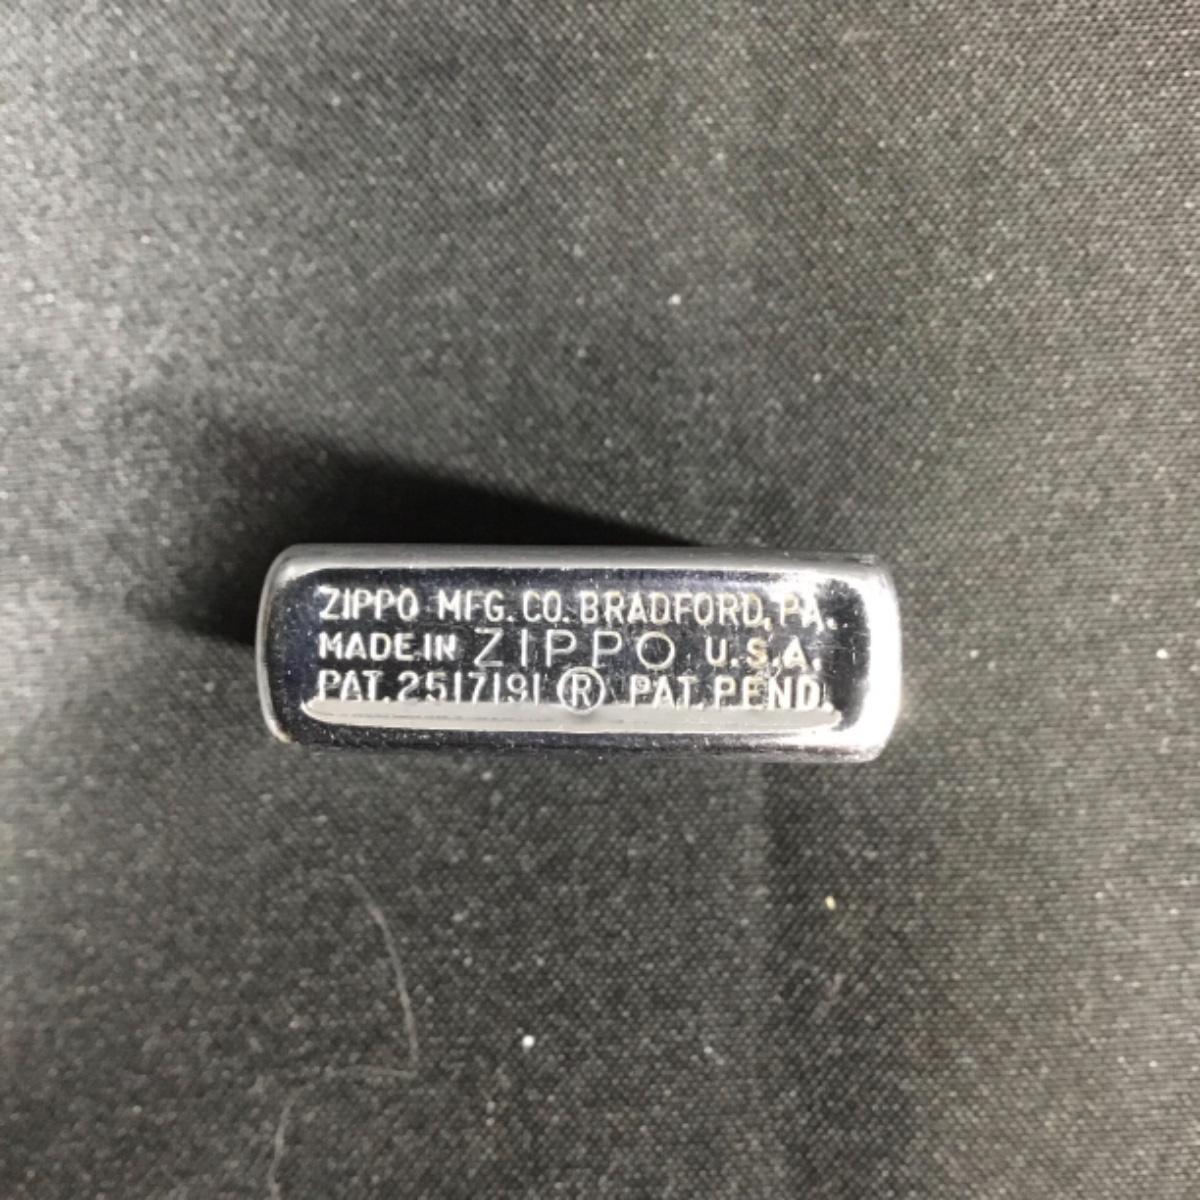 ZIPPO MFG. CO. BRADFORD, PA.
MADE IN ZIPPO U.S.A.
PAT. 2517191 ® PAT. PEND.